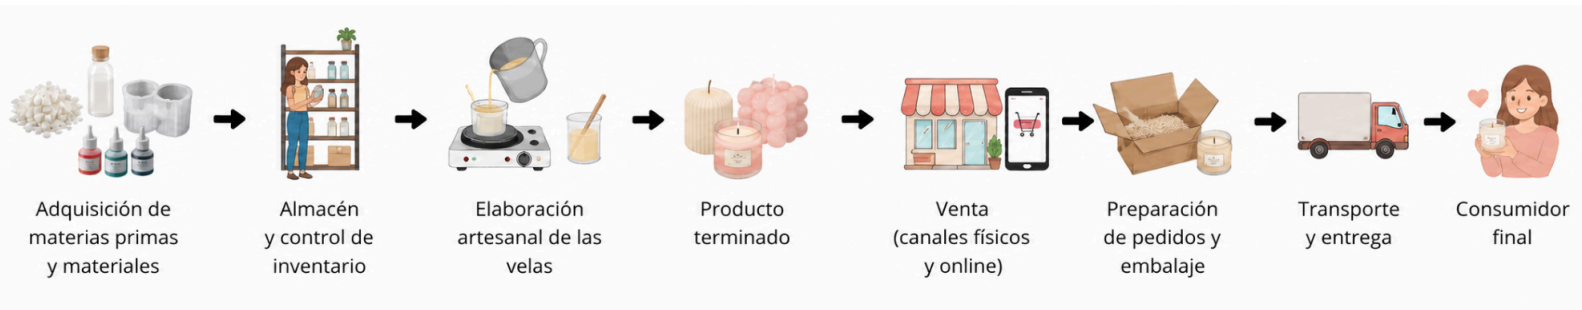 Adquisición de
materias primas
y materiales
Almacén
y control de
inventario
Elaboración
artesanal de las
velas
Producto
terminado
Venta
(canales físicos
y online)
Preparación
de pedidos y
embalaje
Transporte
y entrega
Consumidor
final